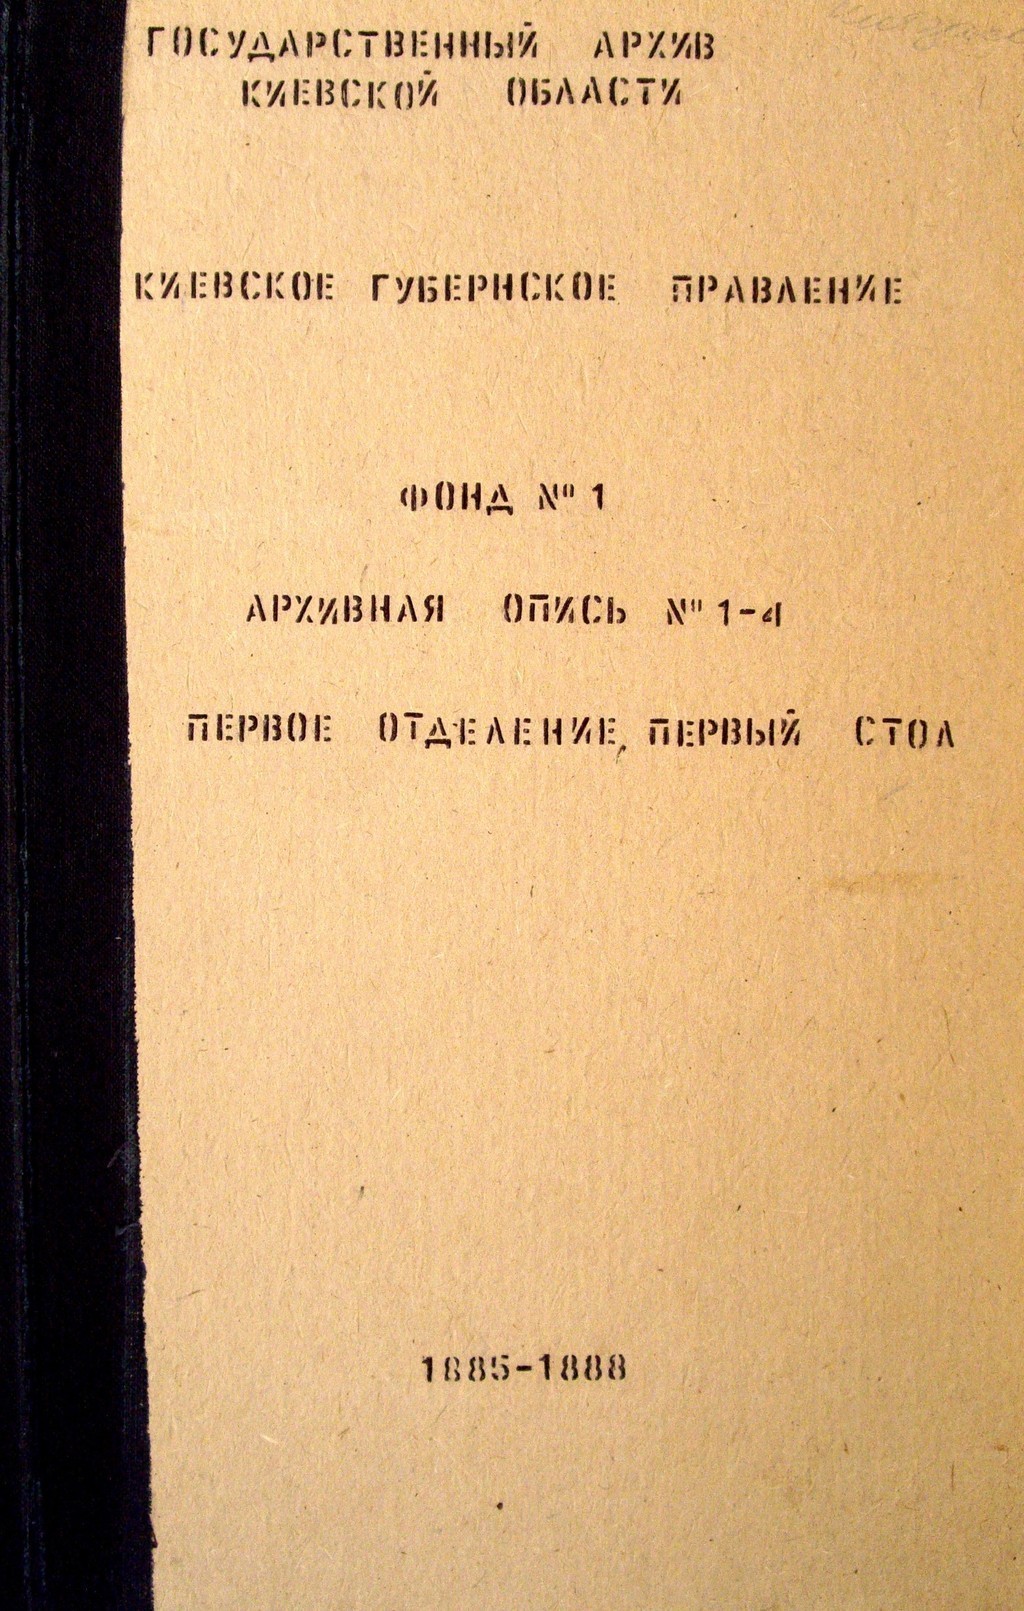 ГОСУДАРСТВЕННЫЙ АРХИВ
КИЕВСКОЙ ОБЛАСТИ
КИЕВСКОЕ ГУБЕРНСКОЕ ПРАВЛЕНИЕ
ФОНД № 1
АРХИВНАЯ ОПИСЬ № 1-4
ПЕРВОЕ ОТДЕЛЕНИЕ, ПЕРВЫЙ СТОЛ
1885-1888